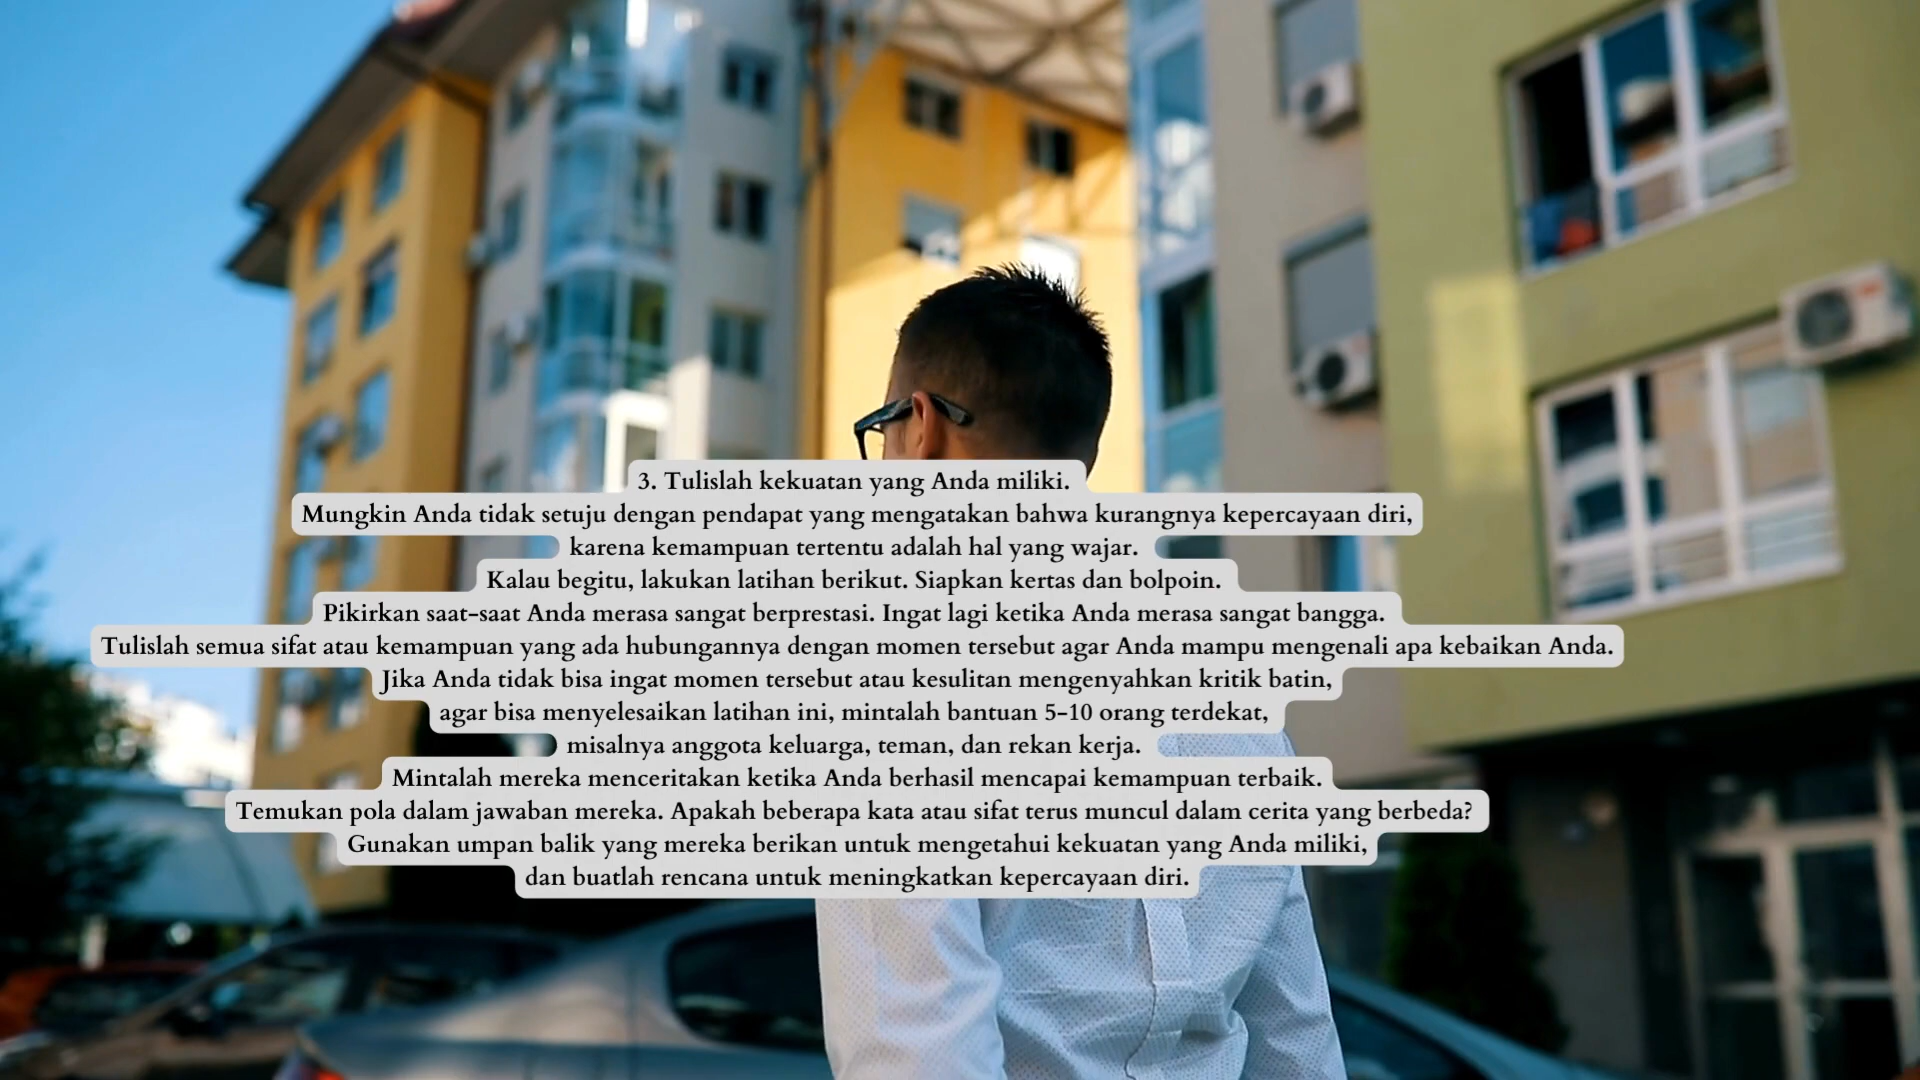 3. Tulislah kekuatan yang Anda miliki.
Mungkin Anda tidak setuju dengan pendapat yang mengatakan bahwa kurangnya kepercayaan diri,
karena kemampuan tertentu adalah hal yang wajar.
Kalau begitu, lakukan latihan berikut. Siapkan kertas dan bolpoin.
Pikirkan saat-saat Anda merasa sangat berprestasi. Ingat lagi ketika Anda merasa sangat bangga.
Tulislah semua sifat atau kemampuan yang ada hubungannya dengan momen tersebut agar Anda mampu mengenali apa kebaikan Anda.
Jika Anda tidak bisa ingat momen tersebut atau kesulitan mengenyahkan kritik batin,
agar bisa menyelesaikan latihan ini, mintalah bantuan 5-10 orang terdekat,
misalnya anggota keluarga, teman, dan rekan kerja.
Mintalah mereka menceritakan ketika Anda berhasil mencapai kemampuan terbaik.
Temukan pola dalam jawaban mereka. Apakah beberapa kata atau sifat terus muncul dalam cerita yang berbeda?
Gunakan umpan balik yang mereka berikan untuk mengetahui kekuatan yang Anda miliki,
dan buatlah rencana untuk meningkatkan kepercayaan diri.